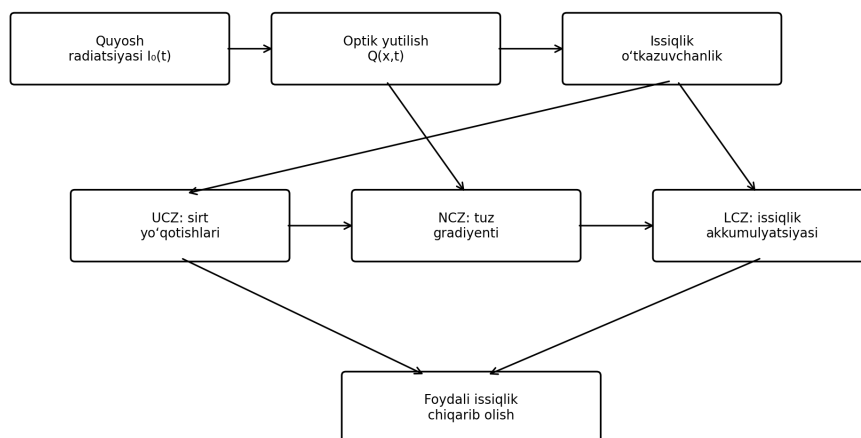 Quyosh
radiatsiyasi I₀(t)
Optik yutilish
Q(x,t)
Issiqlik
o‘tkazuvchanlik
UCZ: sirt
yo‘qotishlari
NCZ: tuz
gradiyenti
LCZ: issiqlik
akkumulyatsiyasi
Foydali issiqlik
chiqarib olish